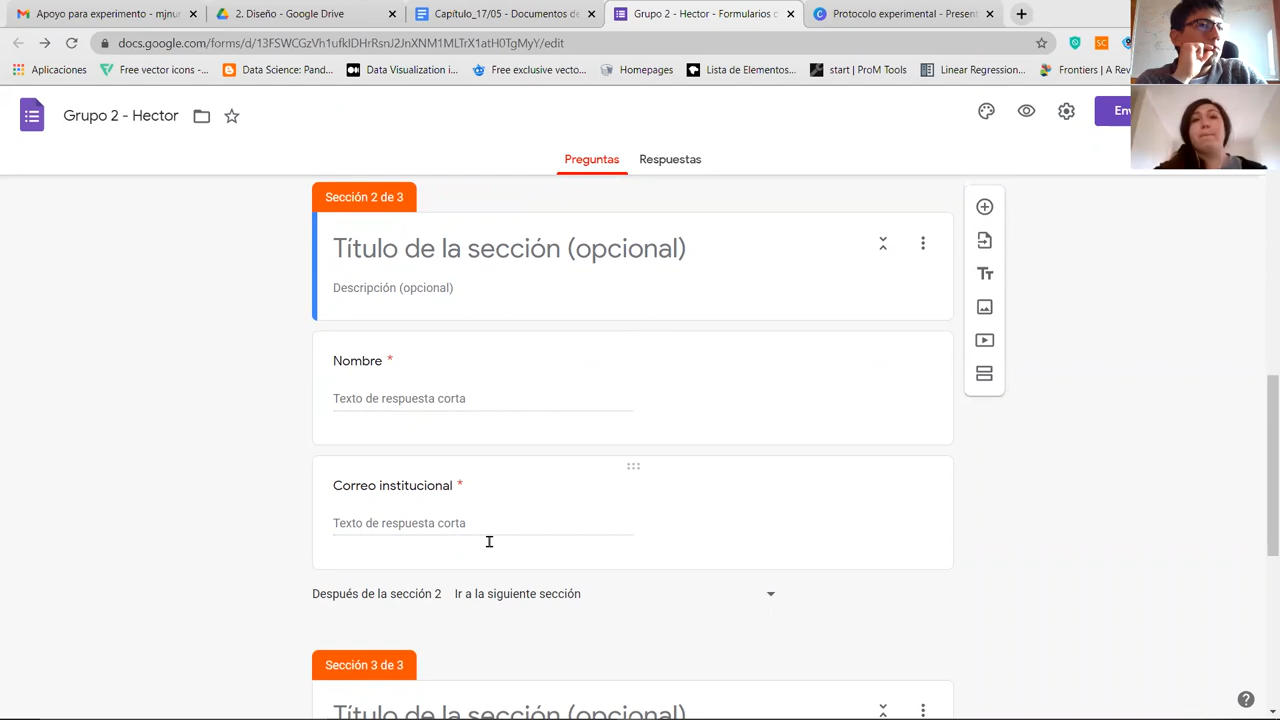 Apoyo para experimento - mjnur
2. Diseño - Google Drive
Capítulo_17/05 - Documentos de
Grupo 2 - Hector - Formularios c
Protocolo experimental - Present
docs.google.com/forms/d/13FSWCGzVh1ufkIDHrRsnJ2JnXNM1MLTrX1atH0TgMyY/edit
Aplicaciones
Free vector icons -...
Data Science: Pand...
Data Visualization i...
Free vecto...
Homepages
Lista de Elementos...
start | ProM Tools
Linear Regression...
Frontiers | A Rev
Grupo 2 - Hector
Env
Preguntas
Respuestas
Sección 2 de 3
Título de la sección (opcional)
Descripción (opcional)
Nombre *
Texto de respuesta corta
Correo institucional *
Texto de respuesta corta
Después de la sección 2 Ir a la siguiente sección
Sección 3 de 3
Título de la sección (opcional)